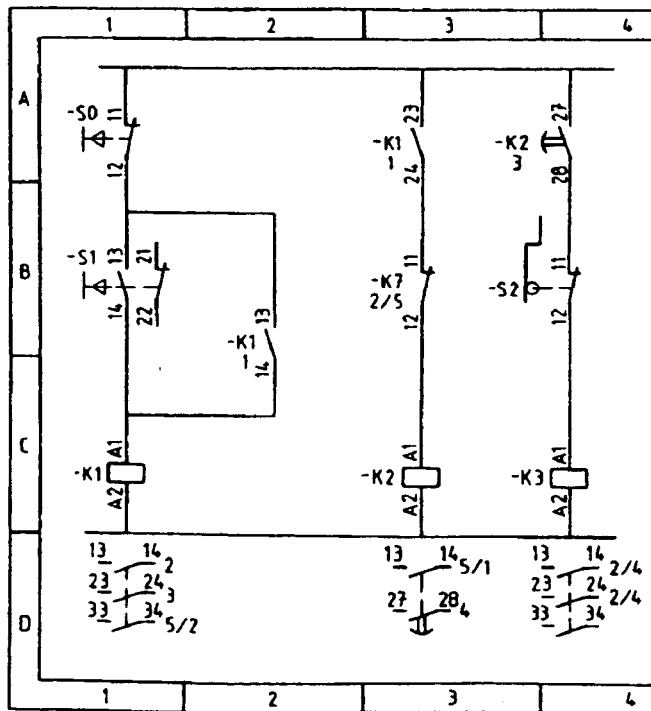 1 2 3 4
A
B
C
D
-S0 11 12
-S1 13 14 21 22
-K1 1 13 14
-K1 A1 A2
-K1 1 23 24
-K7 2/5 11 12
-K2 A1 A2
-K2 3 27 28
-S2 11 12
-K3 A1 A2
13 14 2
23 24 3
33 34 5/2
13 14 5/1
27 28 4
13 14 2/4
23 24 2/4
33 34
1 2 3 4